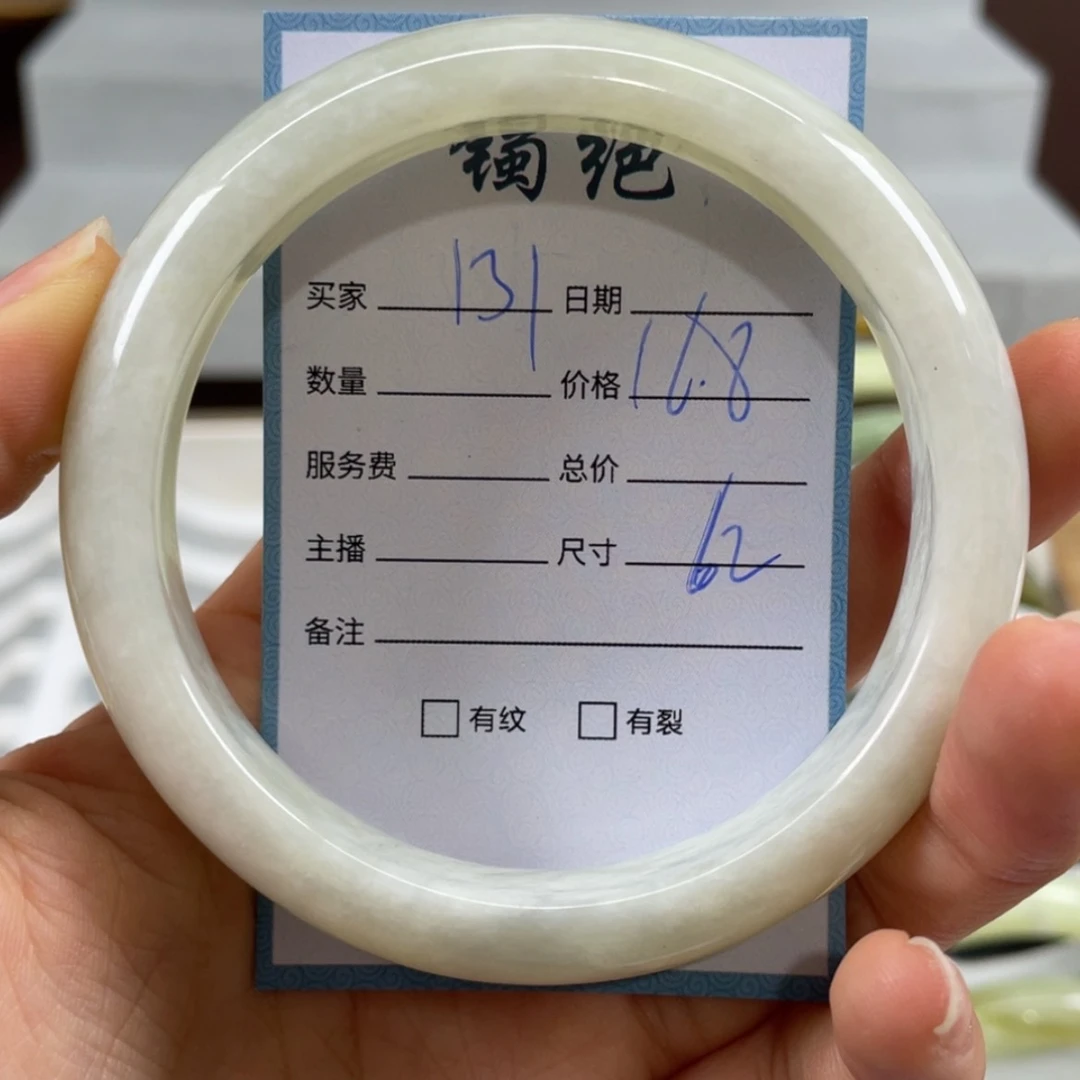 镯
买家 131 日期
数量 价格 16.8
服务费 总价
主播 尺寸 62
备注
有纹 有裂